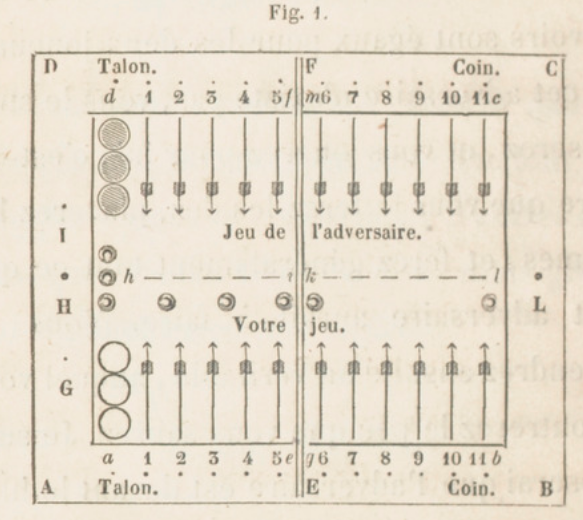 Fig. 1.
D Talon. F Coin. C
d 2 3 4 5 f m 6 7 8 9 10 11 c
I Jeu de l'adversaire.
h i k l
H L
Votre jeu.
G
a 1 2 3 4 5 e g 6 7 8 9 10 11 b
A Talon. E Coin. B